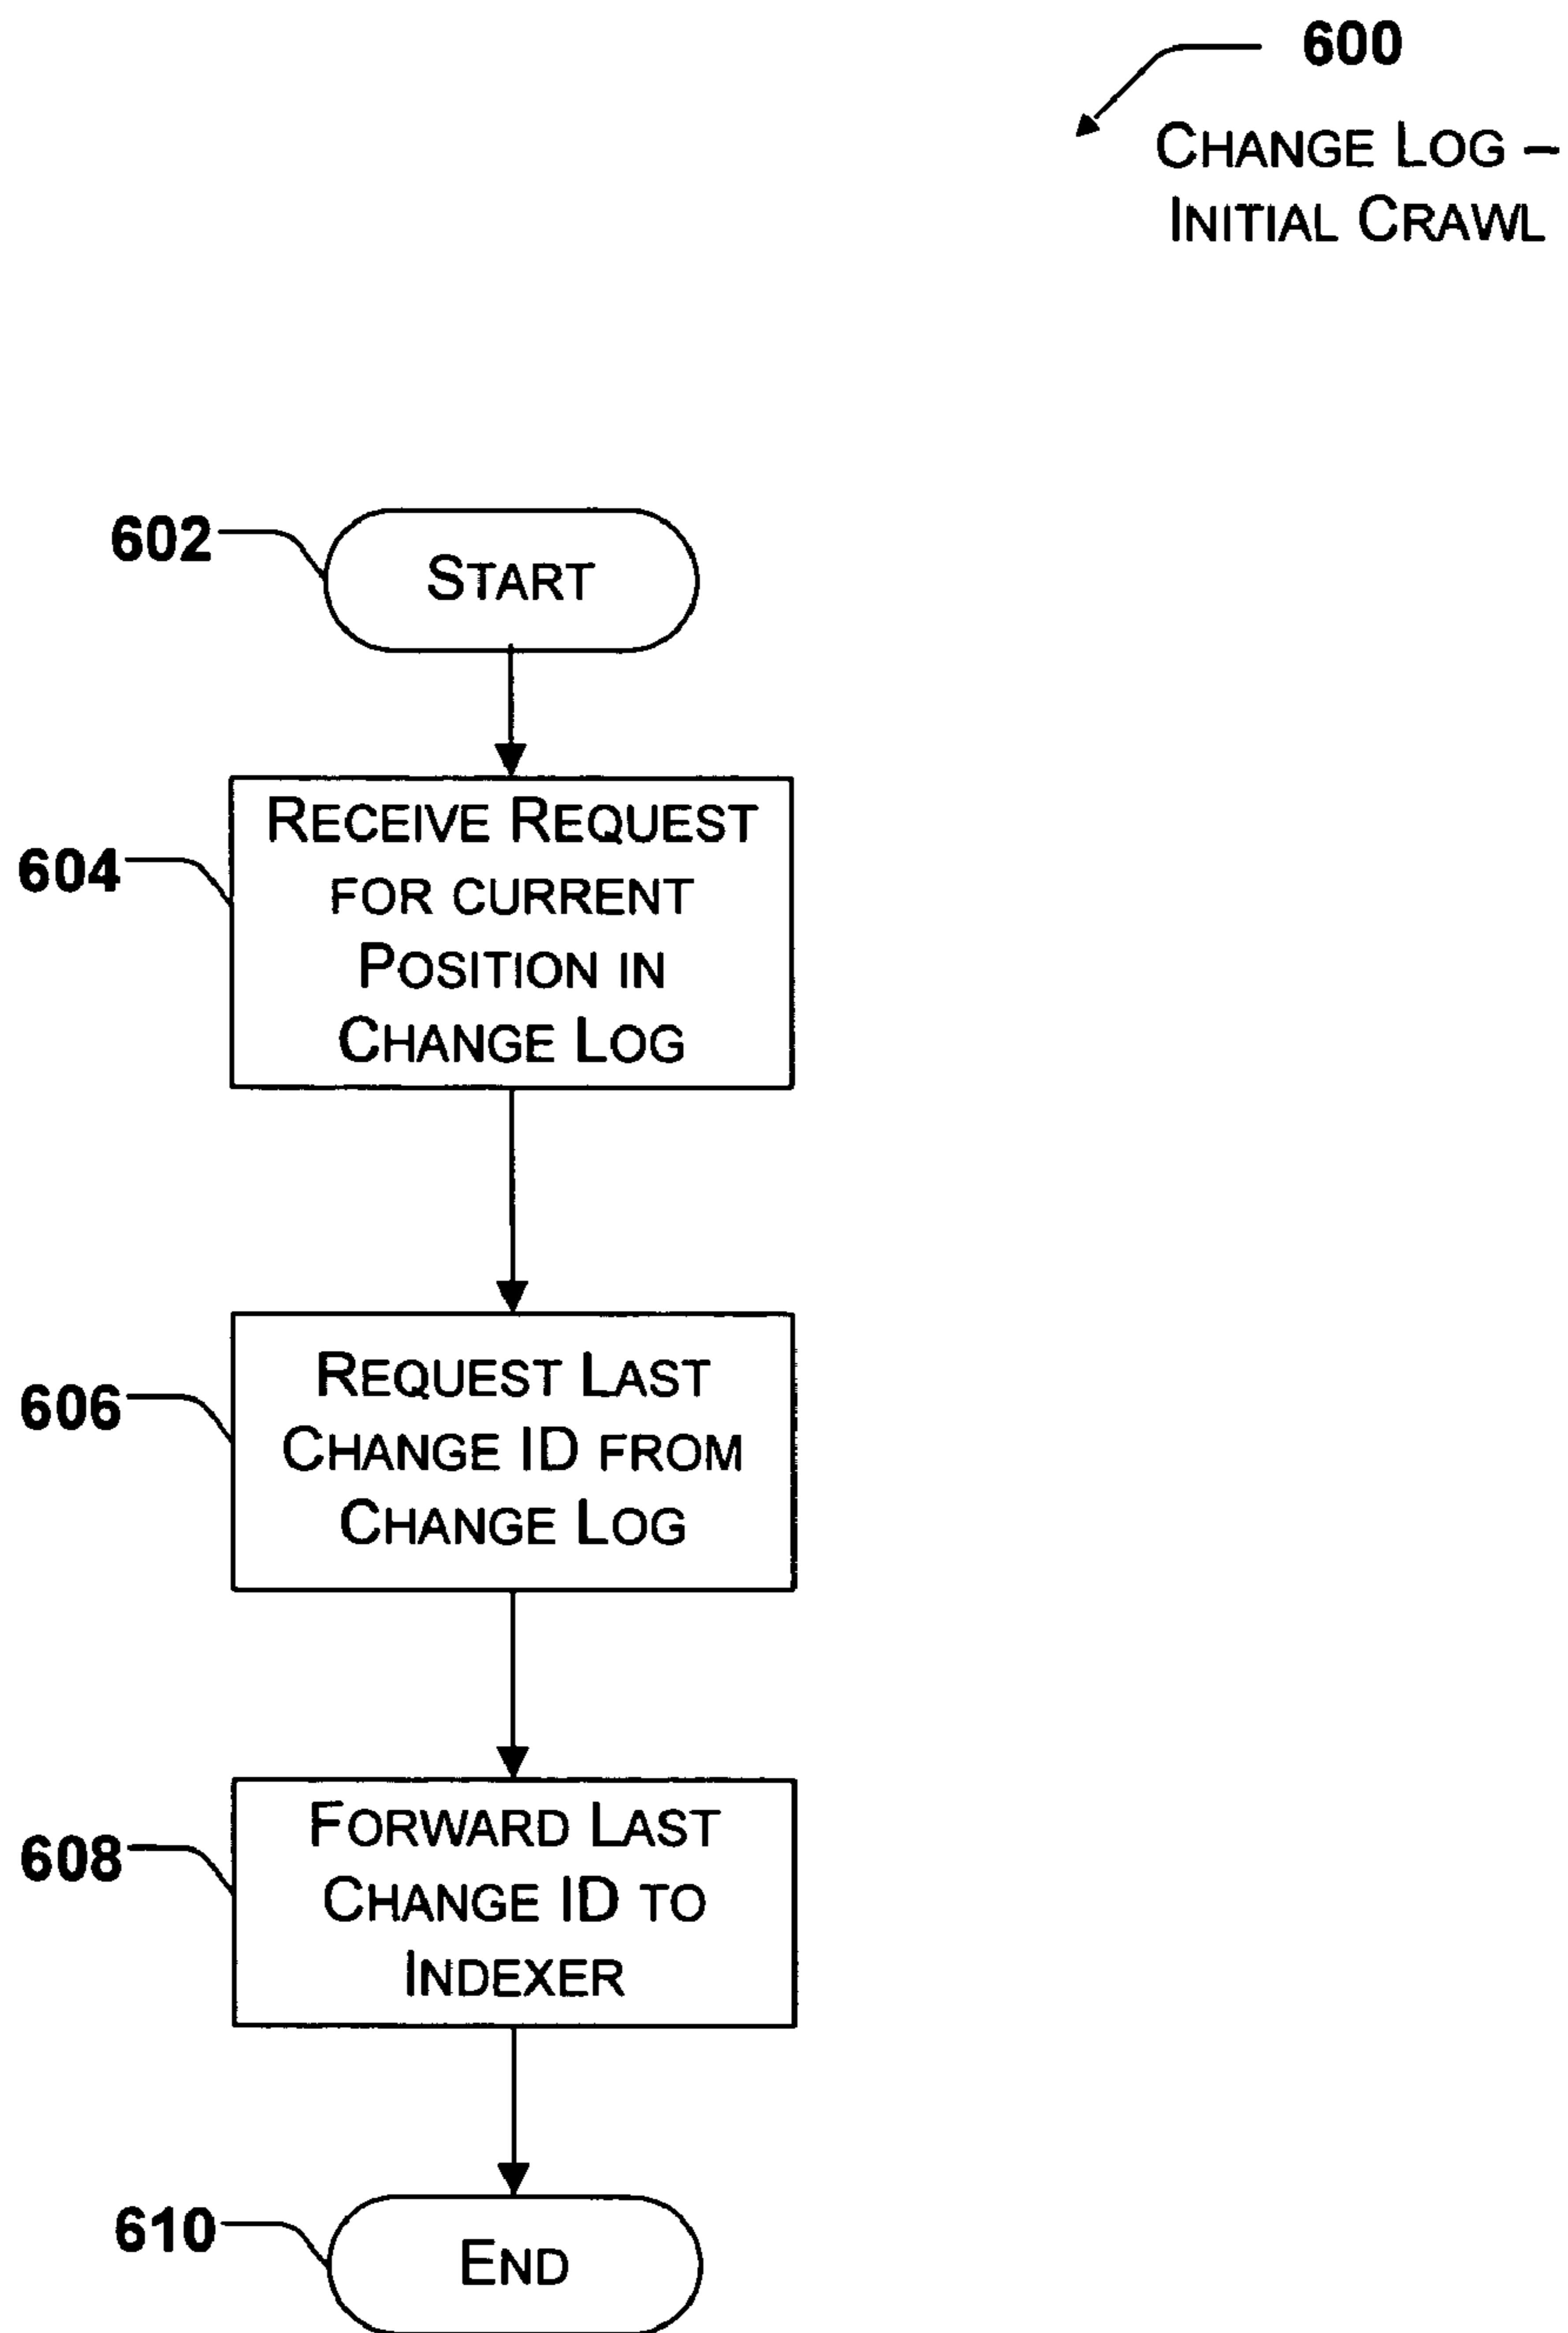 600
CHANGE LOG –
INITIAL CRAWL
602
START
604
RECEIVE REQUEST
FOR CURRENT
POSITION IN
CHANGE LOG
606
REQUEST LAST
CHANGE ID FROM
CHANGE LOG
608
FORWARD LAST
CHANGE ID TO
INDEXER
610
END